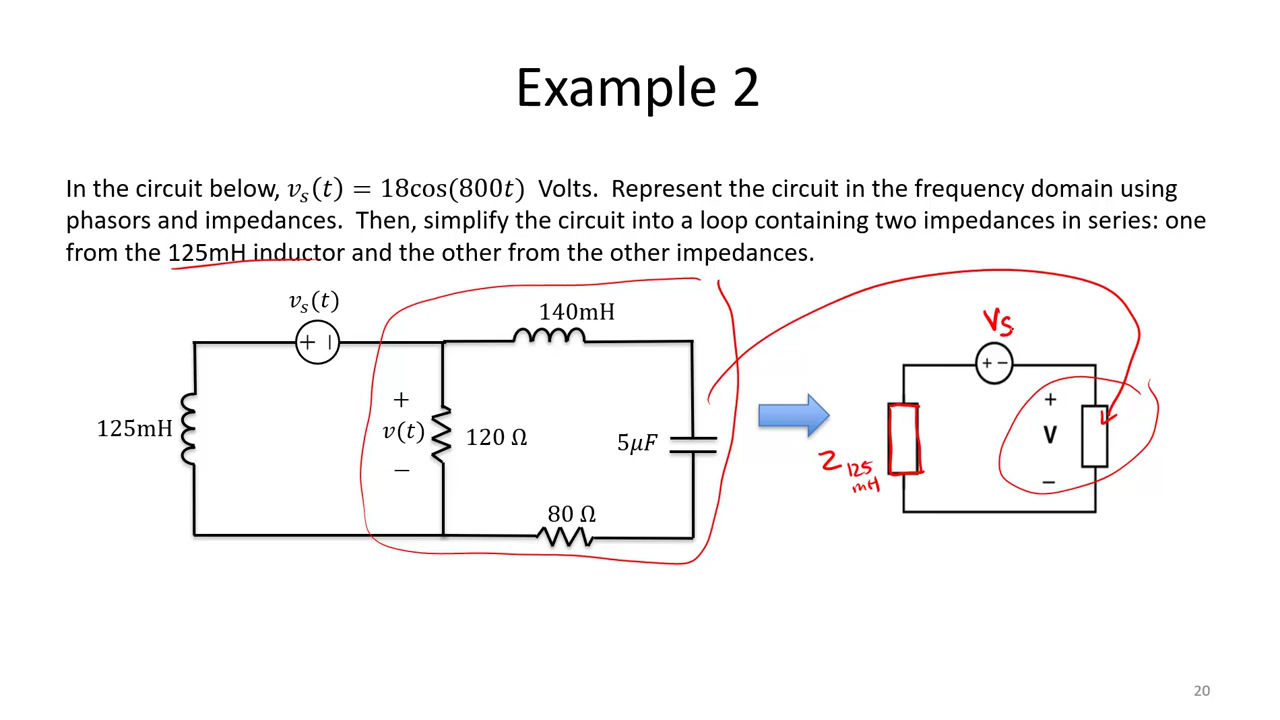 Example 2
In the circuit below, 𝑣ₛ(𝑡) = 18cos(800𝑡) Volts. Represent the circuit in the frequency domain using
phasors and impedances. Then, simplify the circuit into a loop containing two impedances in series: one
from the 125mH inductor and the other from the other impedances.
𝑣ₛ(𝑡)
+ −
140mH
125mH
+
𝑣(𝑡)
−
120 Ω
5𝜇F
80 Ω
Vs
+ −
+
V
−
Z 125
mH
20